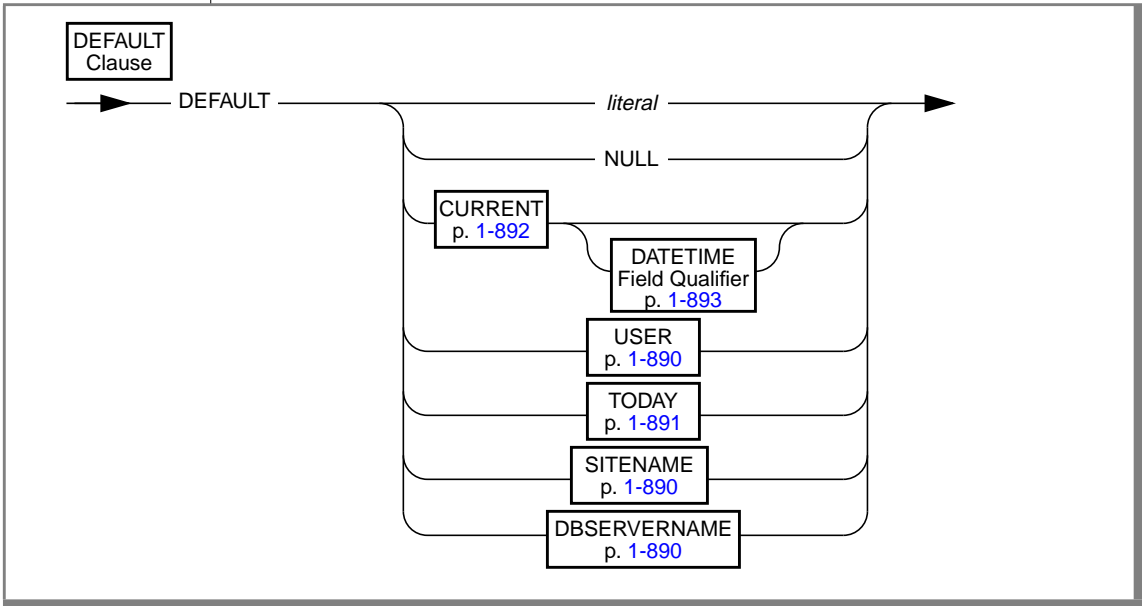 DEFAULT
Clause
DEFAULT
literal
NULL
CURRENT
p. 1-892
DATETIME
Field Qualifier
p. 1-893
USER
p. 1-890
TODAY
p. 1-891
SITENAME
p. 1-890
DBSERVERNAME
p. 1-890